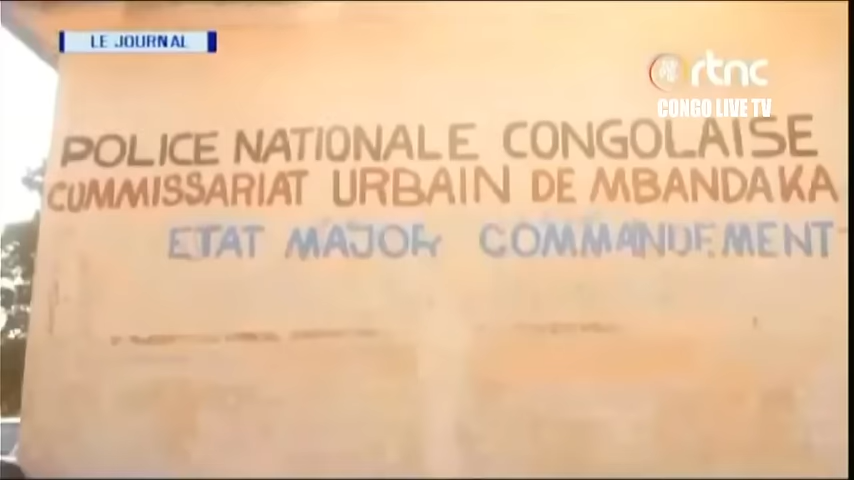 LE JOURNAL
rtnc
CONGO LIVE TV
POLICE NATIONALE CONGOLAISE
CUMMISSARIAT URBAIN DE MBANDAKA
ETAT MAJOR COMMANDEMENT